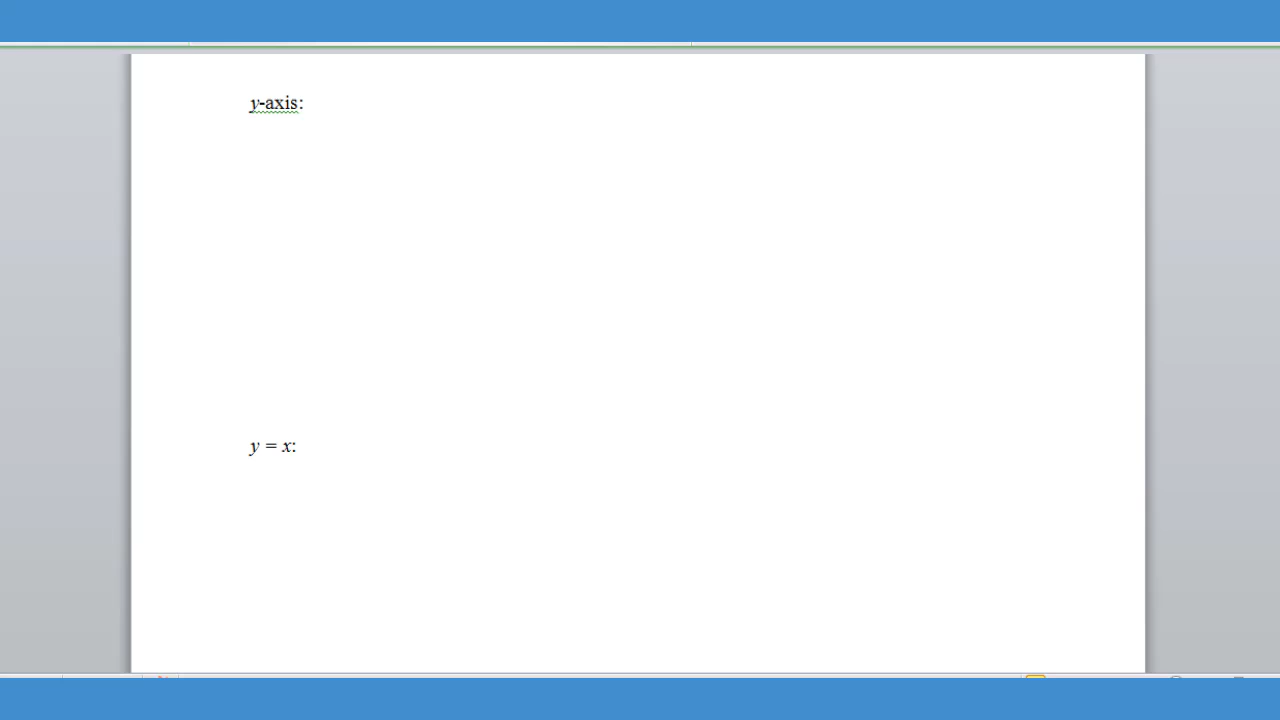 y-axis:
y = x: